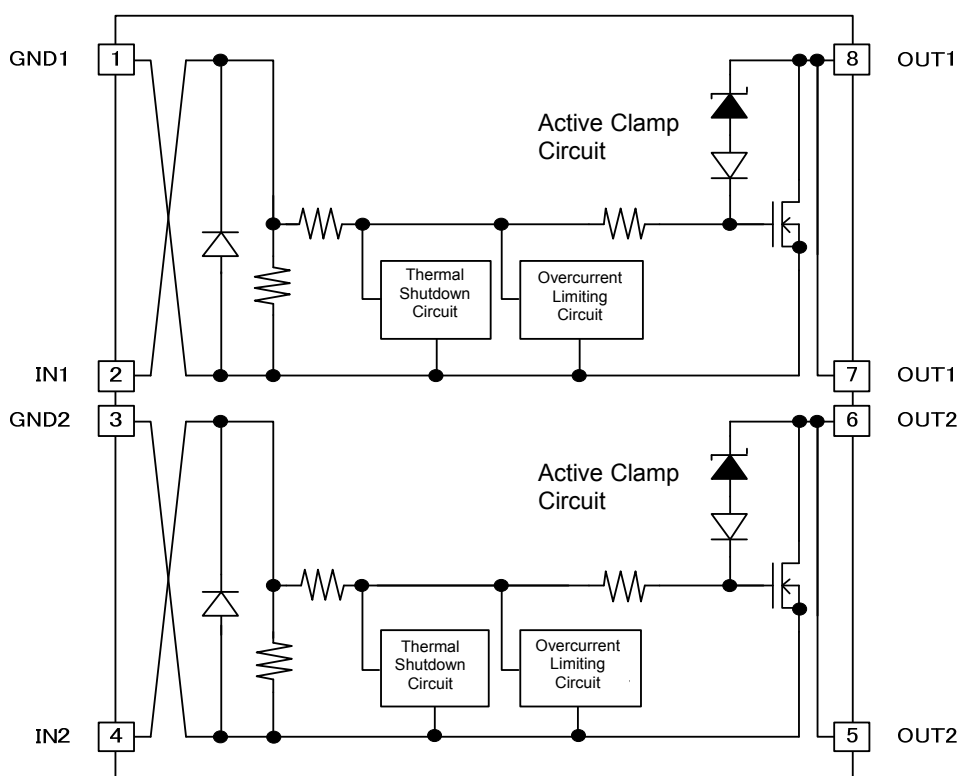 GND1
1
8
OUT1
Active Clamp
Circuit
Thermal
Shutdown
Circuit
Overcurrent
Limiting
Circuit
IN1
2
7
OUT1
GND2
3
6
OUT2
Active Clamp
Circuit
Thermal
Shutdown
Circuit
Overcurrent
Limiting
Circuit
IN2
4
5
OUT2